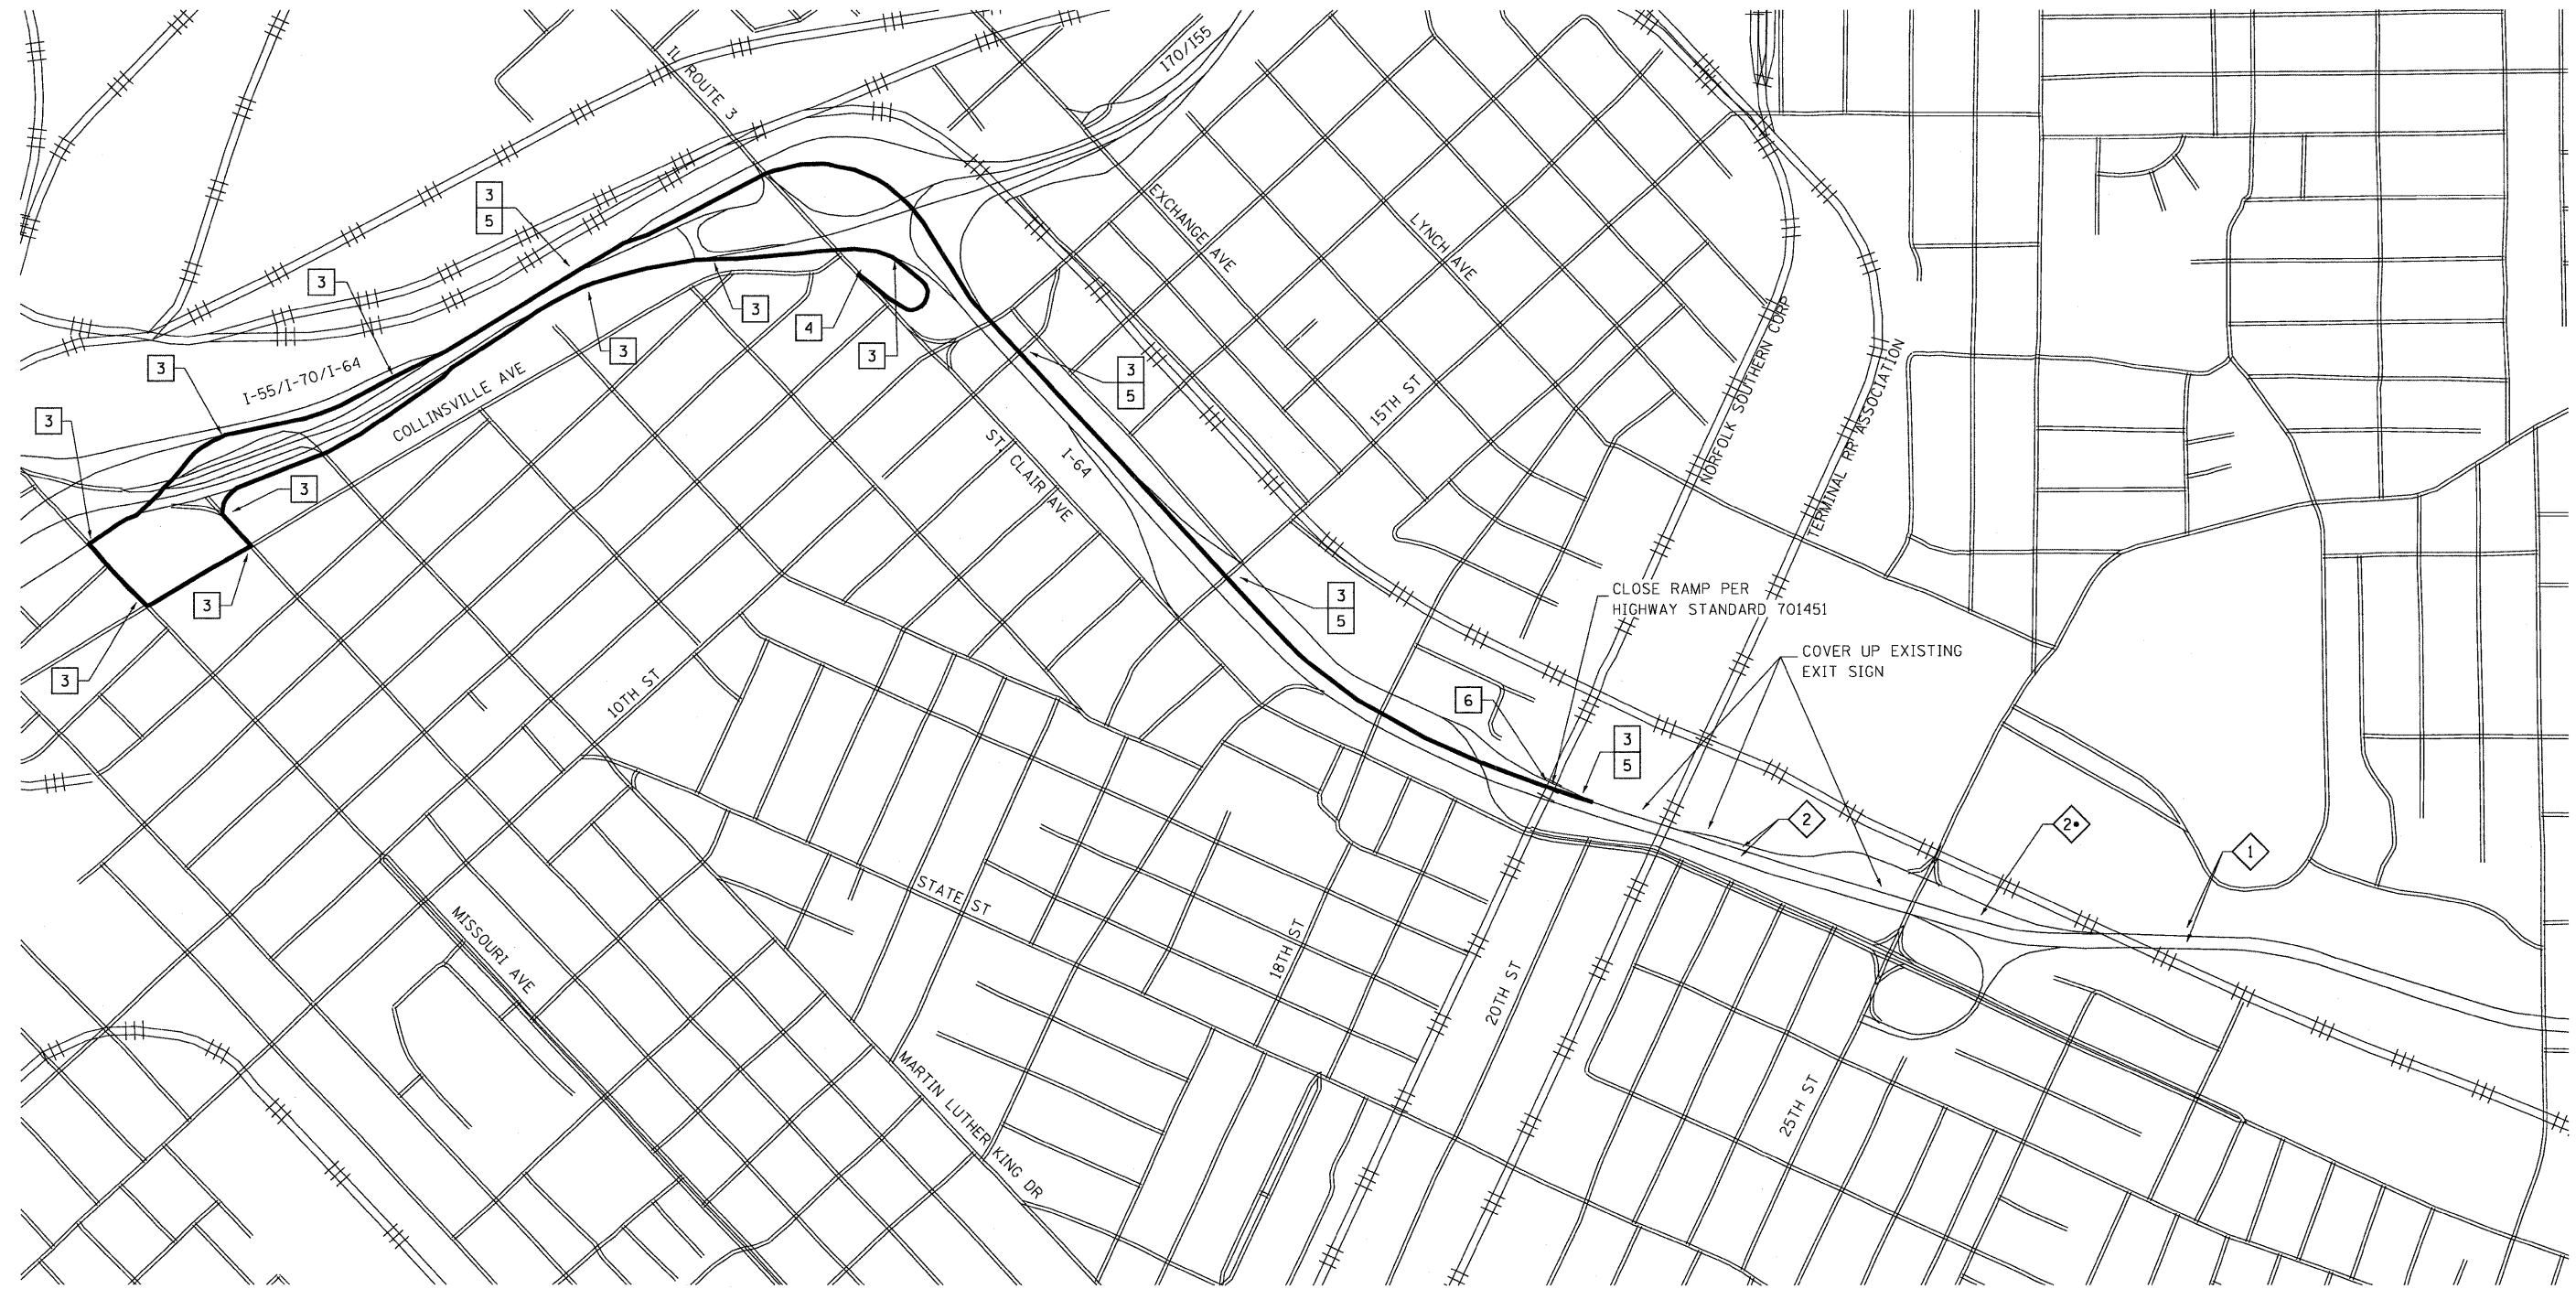 IL ROUTE 3
I70/I55
3
5
EXCHANGE AVE
LYNCH AVE
3
3
3
4
3
3
NORFOLK SOUTHERN CORP
TERMINAL RR ASSOCIATION
3
I-55/I-70/I-64
COLLINSVILLE AVE
3
5
15TH ST
3
ST. CLAIR AVE
I-64
3
3
3
3
5
CLOSE RAMP PER
HIGHWAY STANDARD 701451
COVER UP EXISTING
EXIT SIGN
10TH ST
6
3
5
2
2•
1
STATE ST
MISSOURI AVE
18TH ST
20TH ST
25TH ST
MARTIN LUTHER KING DR